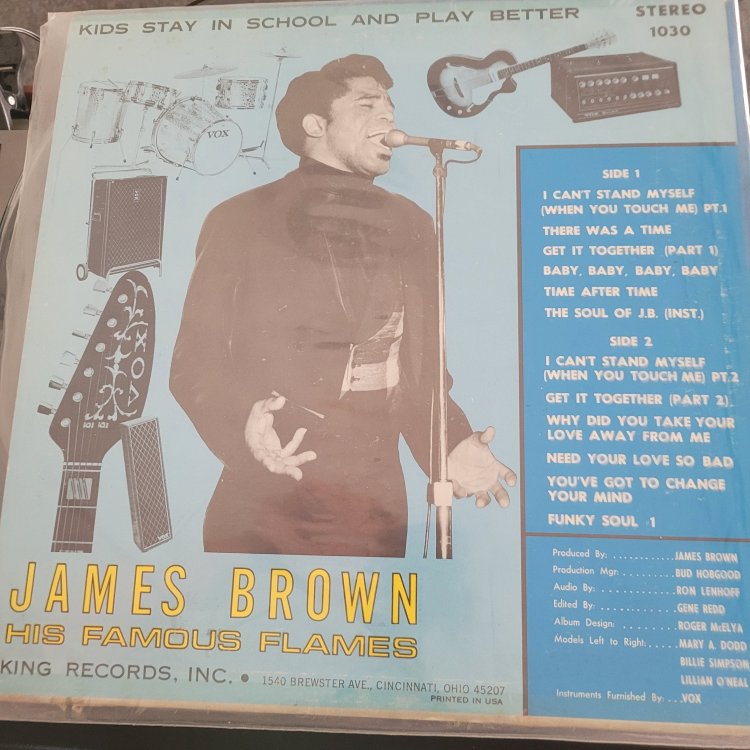 KIDS STAY IN SCHOOL AND PLAY BETTER
STEREO
1030
VOX
VOX
SIDE 1
I CAN'T STAND MYSELF
(WHEN YOU TOUCH ME) PT.1
THERE WAS A TIME
GET IT TOGETHER (PART 1)
BABY, BABY, BABY, BABY
TIME AFTER TIME
THE SOUL OF J.B. (INST.)
SIDE 2
I CAN'T STAND MYSELF
(WHEN YOU TOUCH ME) PT.2
GET IT TOGETHER (PART 2)
WHY DID YOU TAKE YOUR
LOVE AWAY FROM ME
NEED YOUR LOVE SO BAD
YOU'VE GOT TO CHANGE
YOUR MIND
FUNKY SOUL 1
Produced By: ............JAMES BROWN
Production Mgr: .........BUD HOBGOOD
Audio By: ...............RON LENHOFF
Edited By: ..............GENE REDD
Album Design: ...........ROGER McELYA
Models Left to Right: .....MARY A. DODD
BILLIE SIMPSON
LILLIAN O'NEAL
Instruments Furnished By: ...VOX
JAMES BROWN
HIS FAMOUS FLAMES
KING RECORDS, INC. • 1540 BREWSTER AVE., CINCINNATI, OHIO 45207
PRINTED IN USA